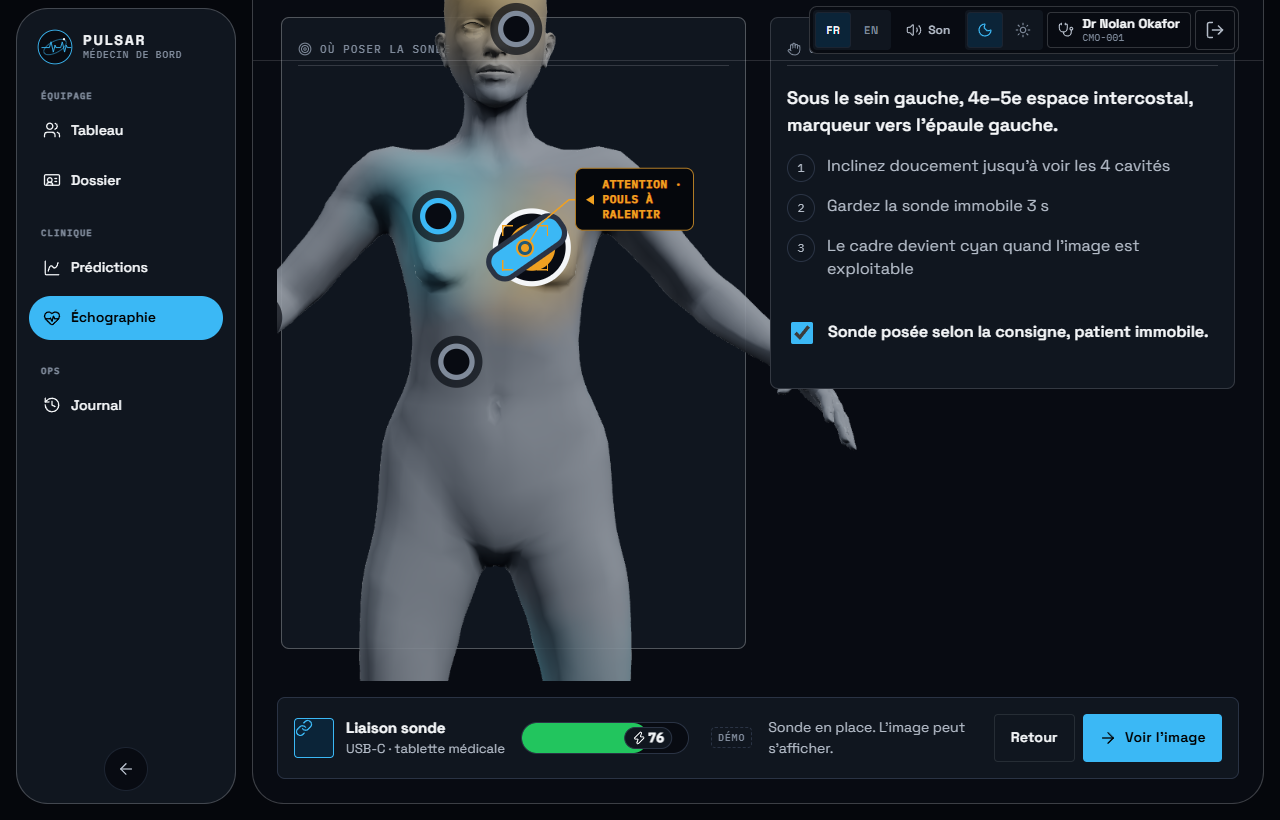 PULSAR
MÉDECIN DE BORD
ÉQUIPAGE
Tableau
Dossier
CLINIQUE
Prédictions
Échographie
OPS
Journal
OÙ POSER LA SON
FR
EN
Son
Dr Nolan Okafor
CMO-001
ATTENTION ·
POULS À
RALENTIR
Sous le sein gauche, 4e–5e espace intercostal,
marqueur vers l'épaule gauche.
1 Inclinez doucement jusqu'à voir les 4 cavités
2 Gardez la sonde immobile 3 s
3 Le cadre devient cyan quand l'image est
exploitable
Sonde posée selon la consigne, patient immobile.
Liaison sonde
USB-C · tablette médicale
76
DÉMO
Sonde en place. L'image peut
s'afficher.
Retour
Voir l'image